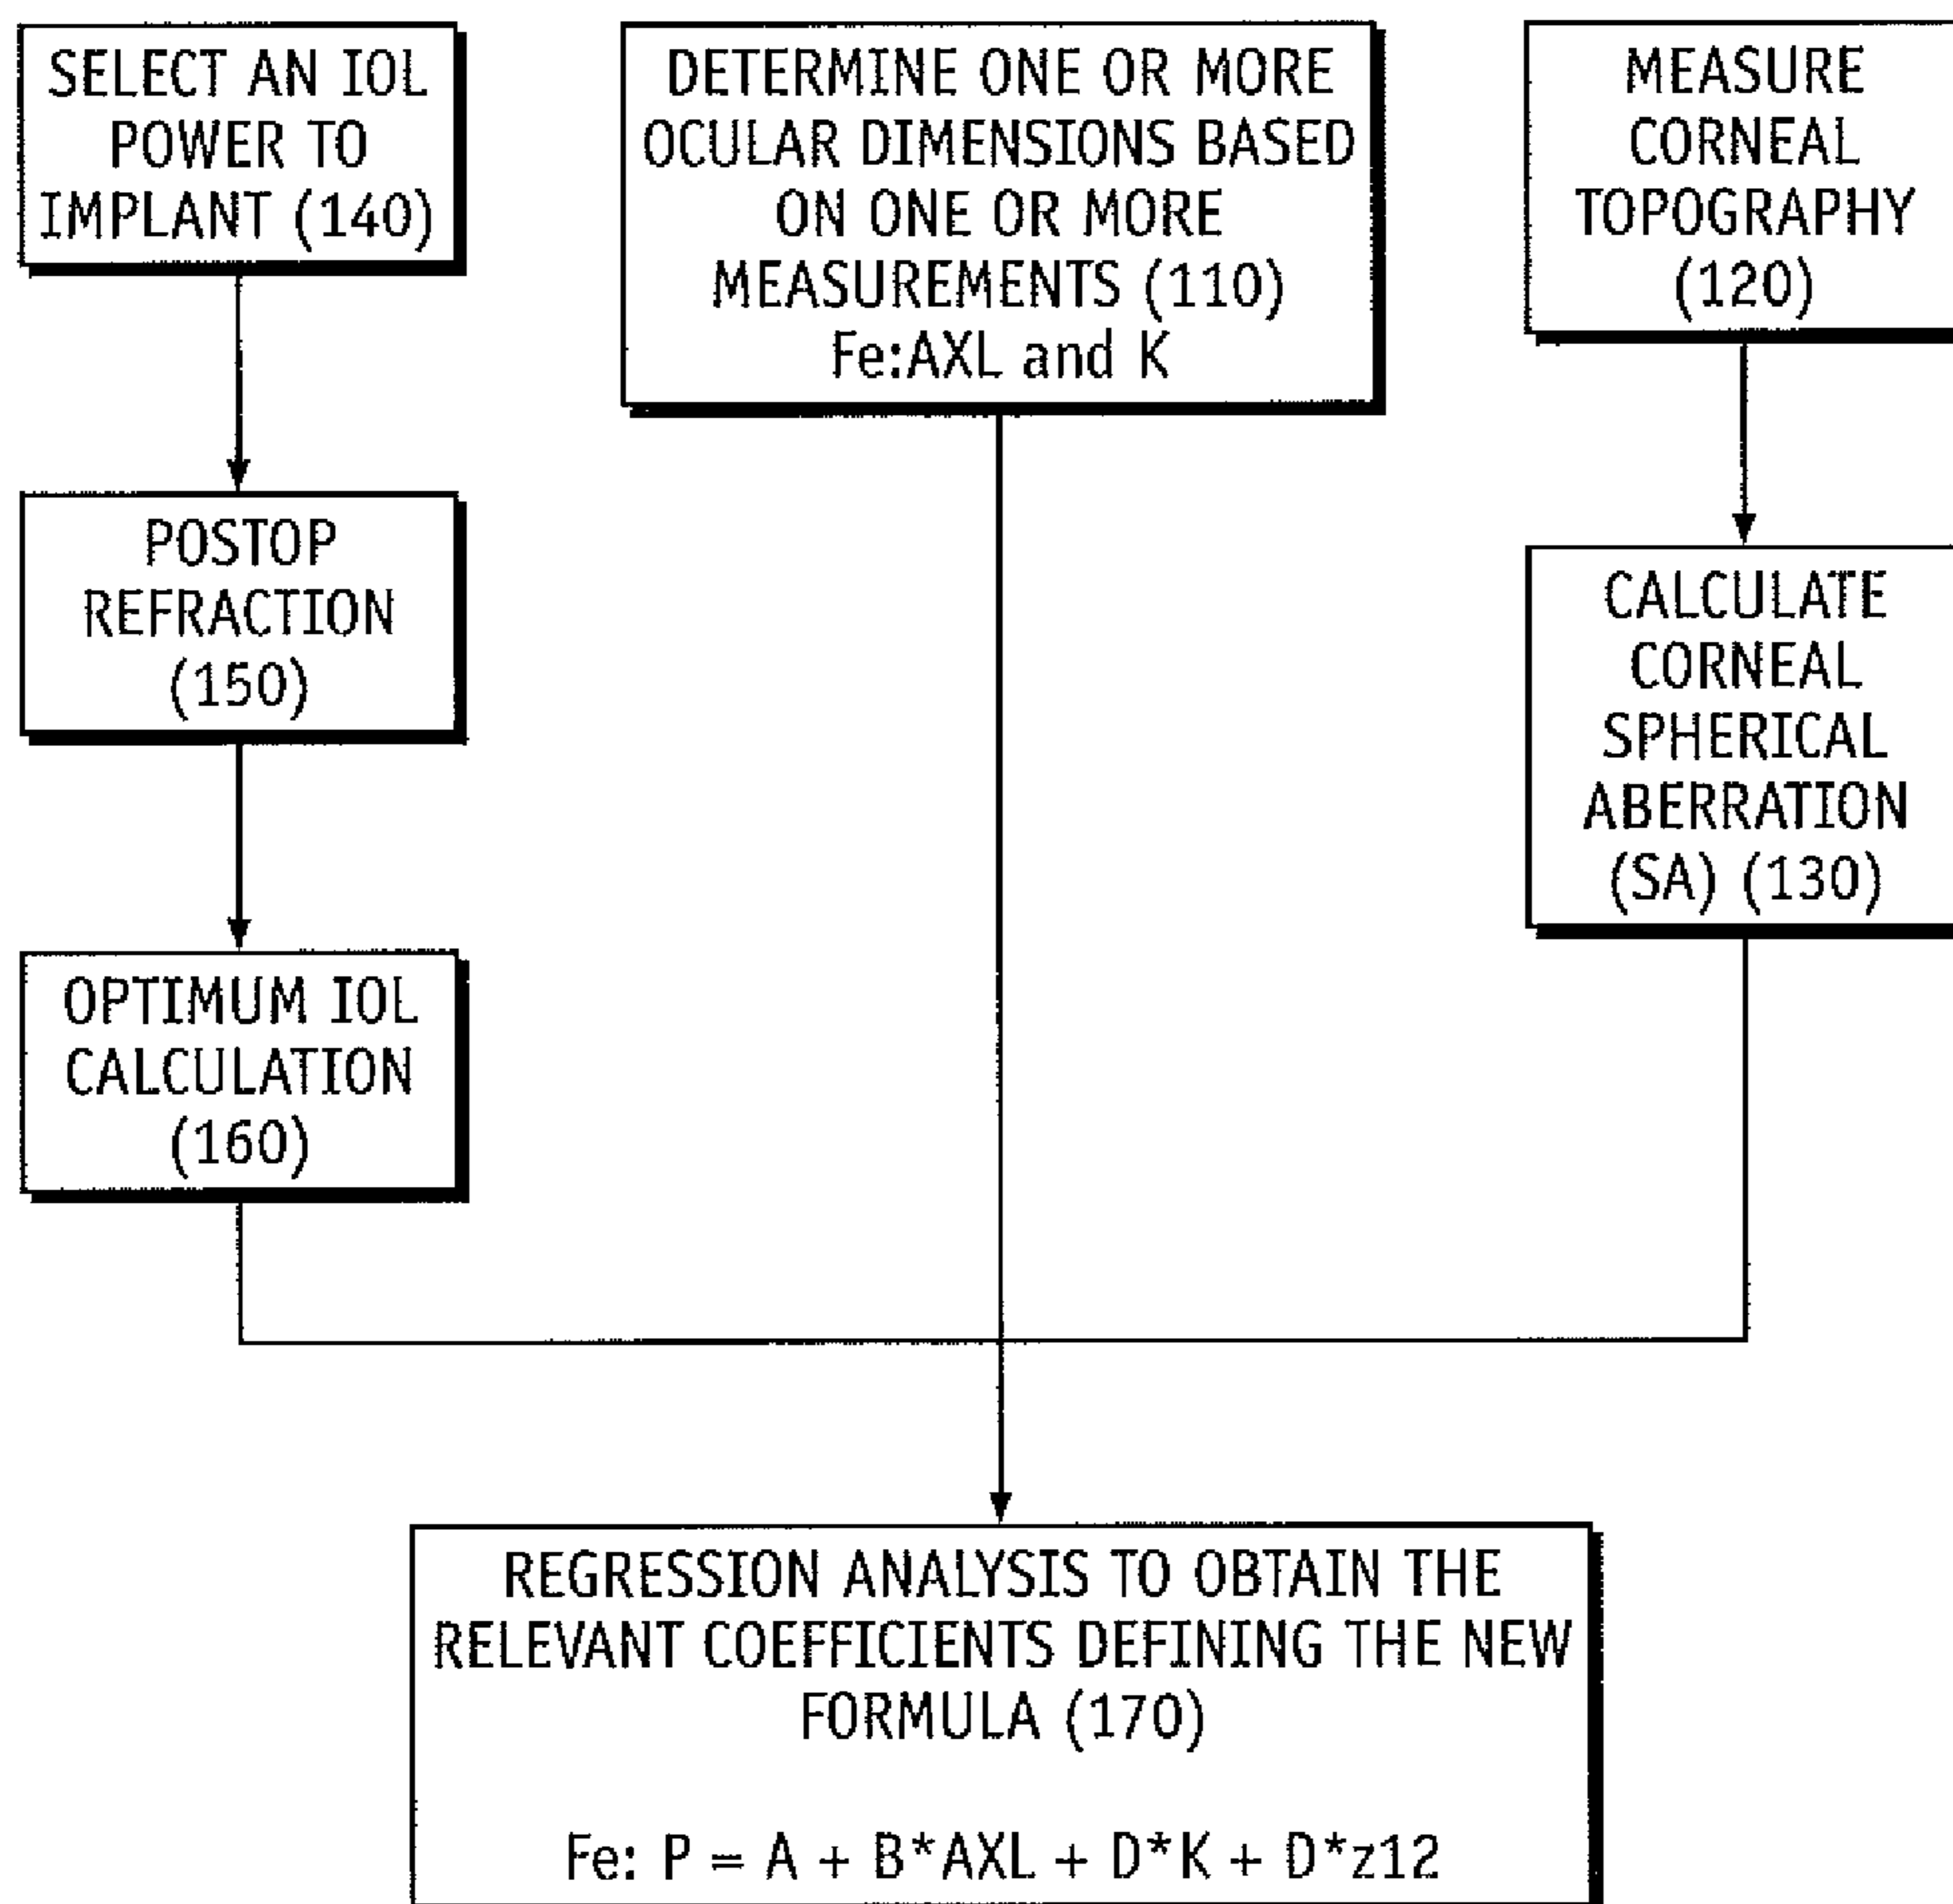 SELECT AN IOL
POWER TO
IMPLANT (140)
POSTOP
REFRACTION
(150)
OPTIMUM IOL
CALCULATION
(160)
DETERMINE ONE OR MORE
OCULAR DIMENSIONS BASED
ON ONE OR MORE
MEASUREMENTS (110)
Fe:AXL and K
MEASURE
CORNEAL
TOPOGRAPHY
(120)
CALCULATE
CORNEAL
SPHERICAL
ABERRATION
(SA) (130)
REGRESSION ANALYSIS TO OBTAIN THE
RELEVANT COEFFICIENTS DEFINING THE NEW
FORMULA (170)
Fe: P = A + B*AXL + D*K + D*z12